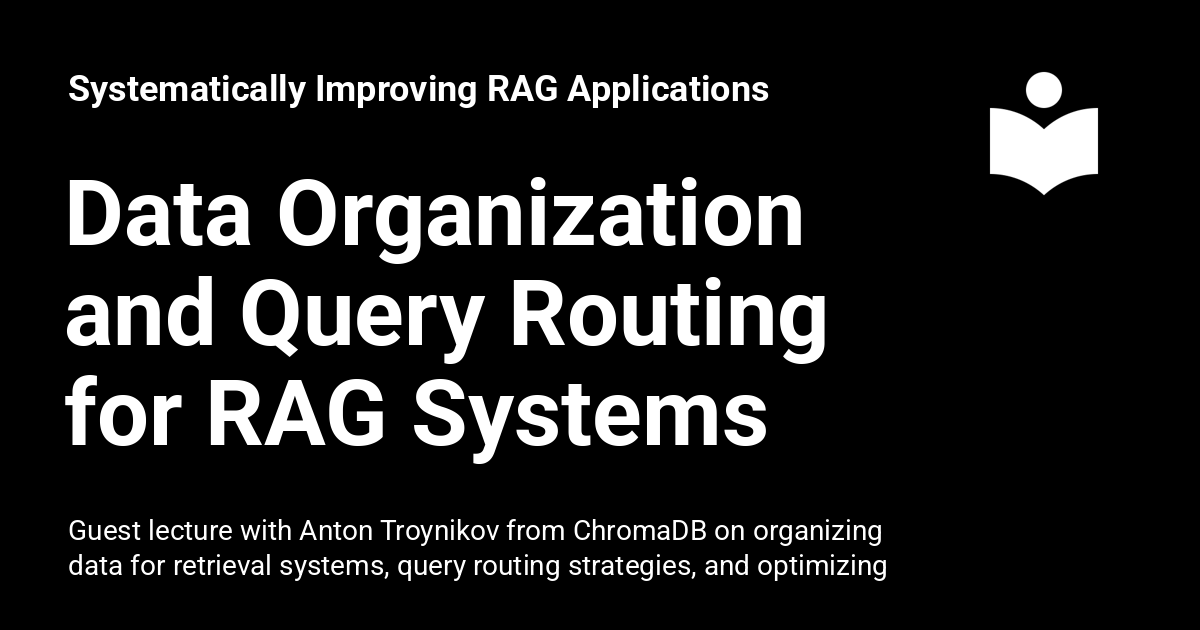 Systematically Improving RAG Applications
Data Organization
and Query Routing
for RAG Systems
Guest lecture with Anton Troynikov from ChromaDB on organizing
data for retrieval systems, query routing strategies, and optimizing